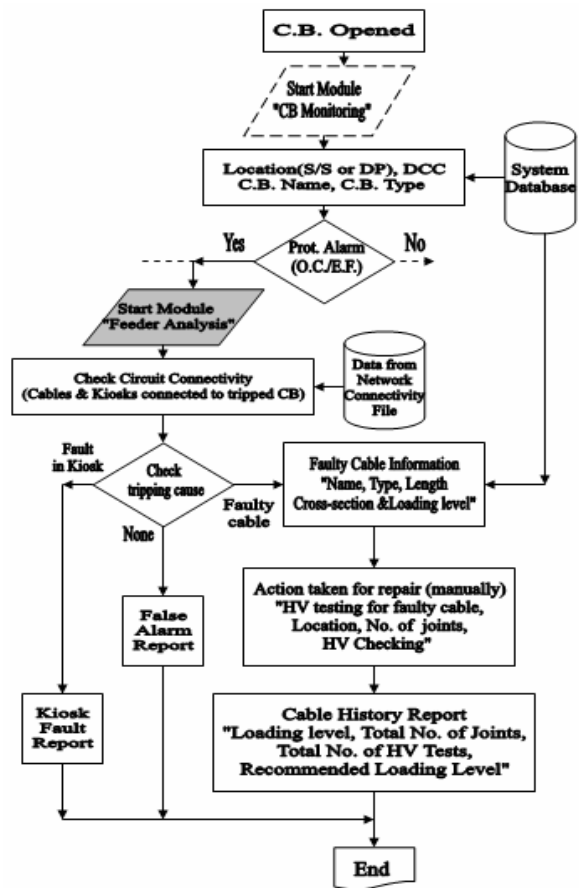 C.B. Opened
Start Module
"CB Monitoring"
Location(S/S or DP), DCC
C.B. Name, C.B. Type
System
Database
Yes
Prot. Alarm
(O.C./E.F.)
No
Start Module
"Feeder Analysis"
Check Circuit Connectivity
(Cables & Kiosks connected to tripped CB)
Data from
Network
Connectivity
File
Fault
in Kiosk
Check
tripping cause
Faulty
cable
None
Faulty Cable Information
"Name, Type, Length
Cross-section &Loading level"
Action taken for repair (manually)
"HV testing for faulty cable,
Location, No. of joints,
HV Checking"
False
Alarm
Report
Kiosk
Fault
Report
Cable History Report
"Loading level, Total No. of Joints,
Total No. of HV Tests,
Recommended Loading Level"
End